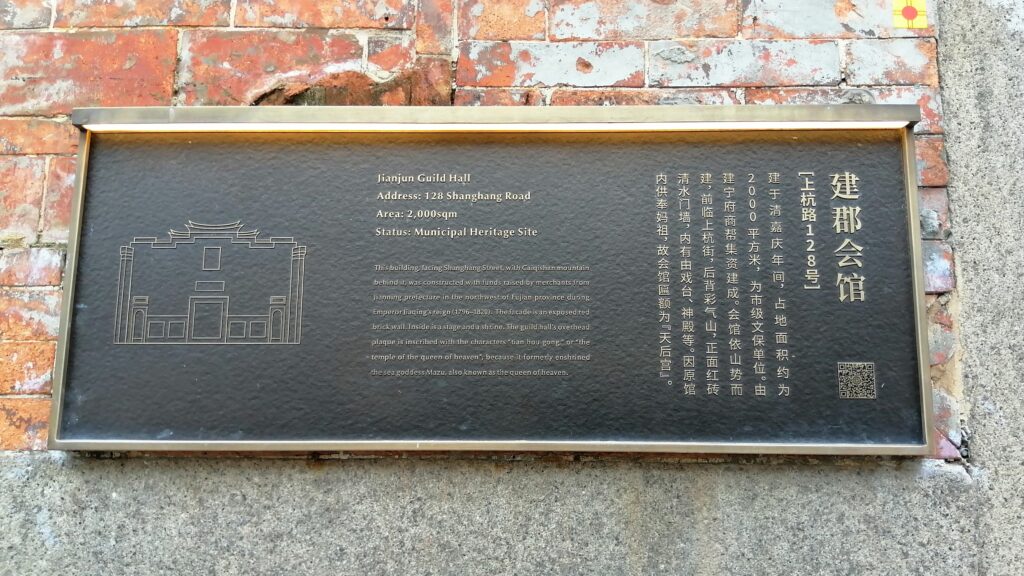 Jianjun Guild Hall
Address: 128 Shanghang Road
Area: 2,000sqm
Status: Municipal Heritage Site
This building, facing Shanghang Street, with Caiqishan mountain
behind it, was constructed with funds raised by merchants from
Jianning prefecture in the northwest of Fujian province during
Emperor Jiaqing's reign (1796-1820). The facade is an exposed red
brick wall. Inside is a stage and a shrine. The guild hall's overhead
plaque is inscribed with the characters "tian hou gong," or "the
temple of the queen of heaven", because it formerly enshrined
the sea goddess Mazu, also known as the queen of heaven.
建郡会馆
[上杭路128号]
建于清嘉庆年间，占地面积约为
2000平方米，为市级文保单位。由
建宁府商帮集资建成。会馆依山势而
建，前临上杭街，后背彩气山，正面红砖
清水门墙，内有由戏台、神殿等。因原馆
内供奉妈祖，故会馆匾额为『天后宫』。